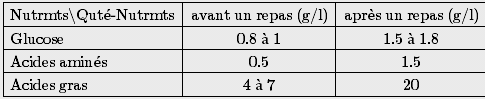 Nutrmts\Quté-Nutrmts avant un repas (g/l) après un repas (g/l)
Glucose 0.8 à 1 1.5 à 1.8
Acides aminés 0.5 1.5
Acides gras 4 à 7 20